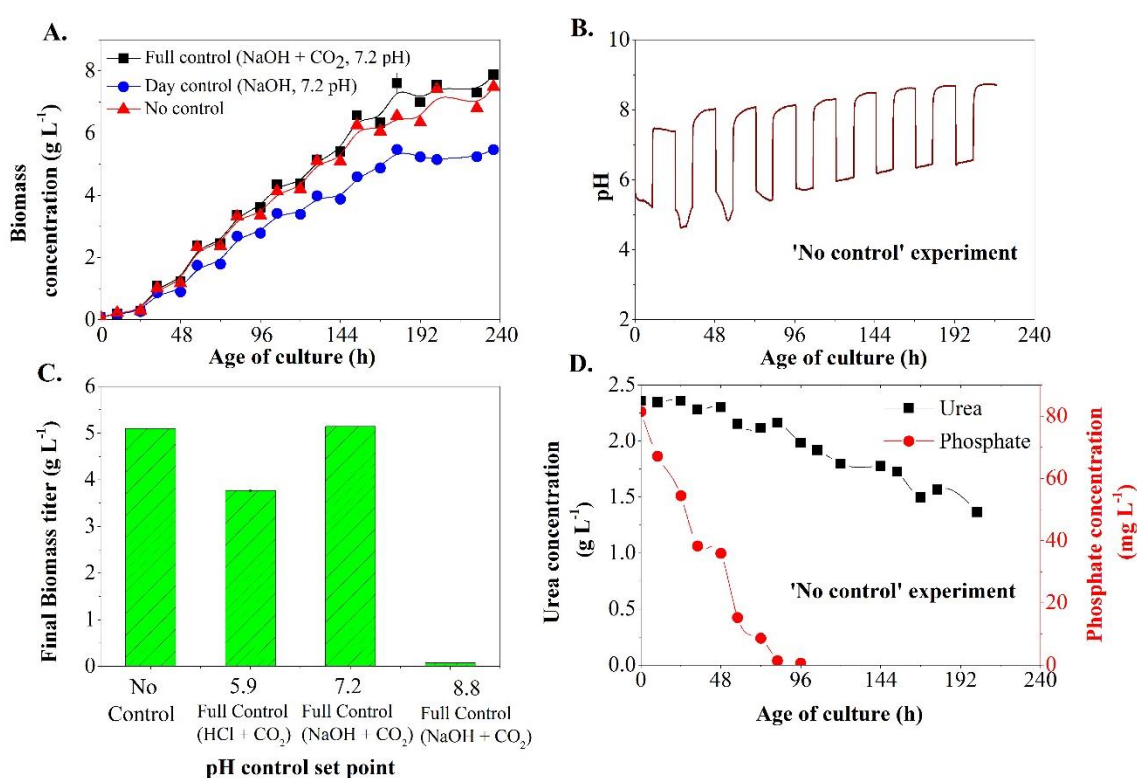 A.
Full control (NaOH + CO2, 7.2 pH)
Day control (NaOH, 7.2 pH)
No control
Biomass
concentration (g L-1)
8
6
4
2
0
0 48 96 144 192 240
Age of culture (h)
B.
pH
10
8
6
4
2
'No control' experiment
0 48 96 144 192 240
Age of culture (h)
C.
Final Biomass titer (g L-1)
6
5
4
3
2
1
0
No
Control
5.9
Full Control
(HCl + CO2)
7.2
Full Control
(NaOH + CO2)
8.8
Full Control
(NaOH + CO2)
pH control set point
D.
Urea concentration
(g L-1)
2.5
2.0
1.5
1.0
0.5
0.0
Urea
Phosphate
'No control' experiment
80
60
40
20
0
Phosphate concentration
(mg L-1)
0 48 96 144 192 240
Age of culture (h)